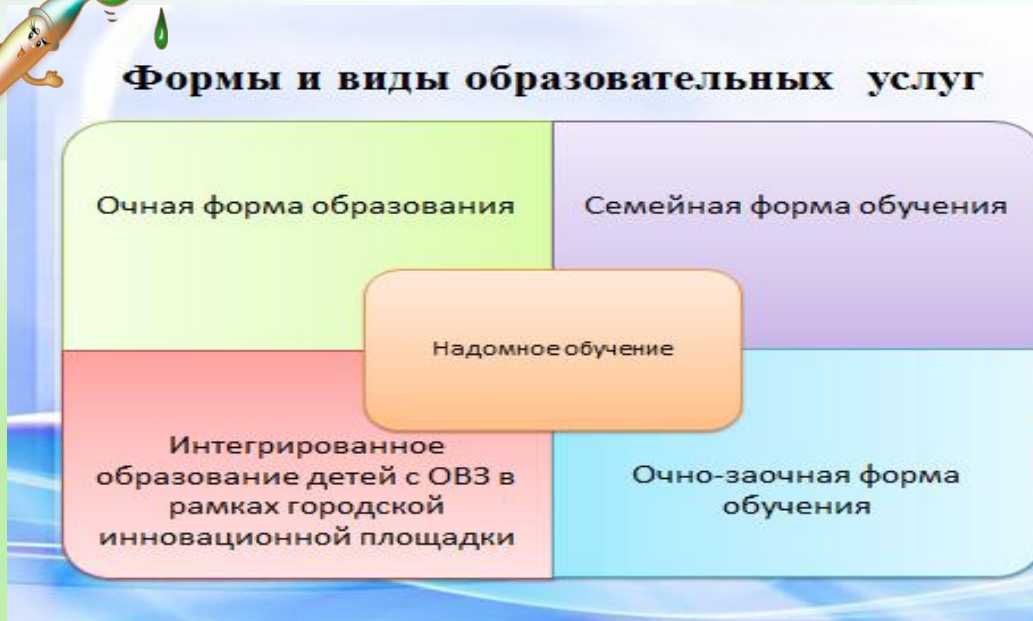 Формы и виды образовательных услуг
Очная форма образования
Семейная форма обучения
Надомное обучение
Интегрированное
образование детей с ОВЗ в
рамках городской
инновационной площадки
Очно-заочная форма
обучения